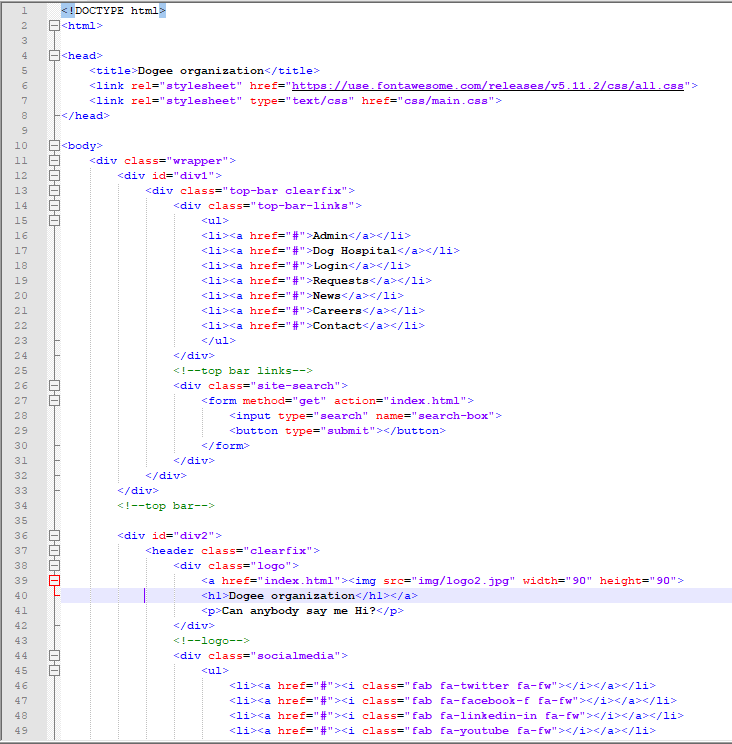 1 <!DOCTYPE html>
2 <html>
3
4 <head>
5 <title>Dogee organization</title>
6 <link rel="stylesheet" href="https://use.fontawesome.com/releases/v5.11.2/css/all.css">
7 <link rel="stylesheet" type="text/css" href="css/main.css">
8 </head>
9
10 <body>
11 <div class="wrapper">
12 <div id="div1">
13 <div class="top-bar clearfix">
14 <div class="top-bar-links">
15 <ul>
16 <li><a href="#">Admin</a></li>
17 <li><a href="#">Dog Hospital</a></li>
18 <li><a href="#">Login</a></li>
19 <li><a href="#">Requests</a></li>
20 <li><a href="#">News</a></li>
21 <li><a href="#">Careers</a></li>
22 <li><a href="#">Contact</a></li>
23 </ul>
24 </div>
25 <!--top bar links-->
26 <div class="site-search">
27 <form method="get" action="index.html">
28 <input type="search" name="search-box">
29 <button type="submit"></button>
30 </form>
31 </div>
32 </div>
33 </div>
34 <!--top bar-->
35
36 <div id="div2">
37 <header class="clearfix">
38 <div class="logo">
39 <a href="index.html"><img src="img/logo2.jpg" width="90" height="90">
40 <h1>Dogee organization</h1></a>
41 <p>Can anybody say me Hi?</p>
42 </div>
43 <!--logo-->
44 <div class="socialmedia">
45 <ul>
46 <li><a href="#"><i class="fab fa-twitter fa-fw"></i></a></li>
47 <li><a href="#"><i class="fab fa-facebook-f fa-fw"></i></a></li>
48 <li><a href="#"><i class="fab fa-linkedin-in fa-fw"></i></a></li>
49 <li><a href="#"><i class="fab fa-youtube fa-fw"></i></a></li>